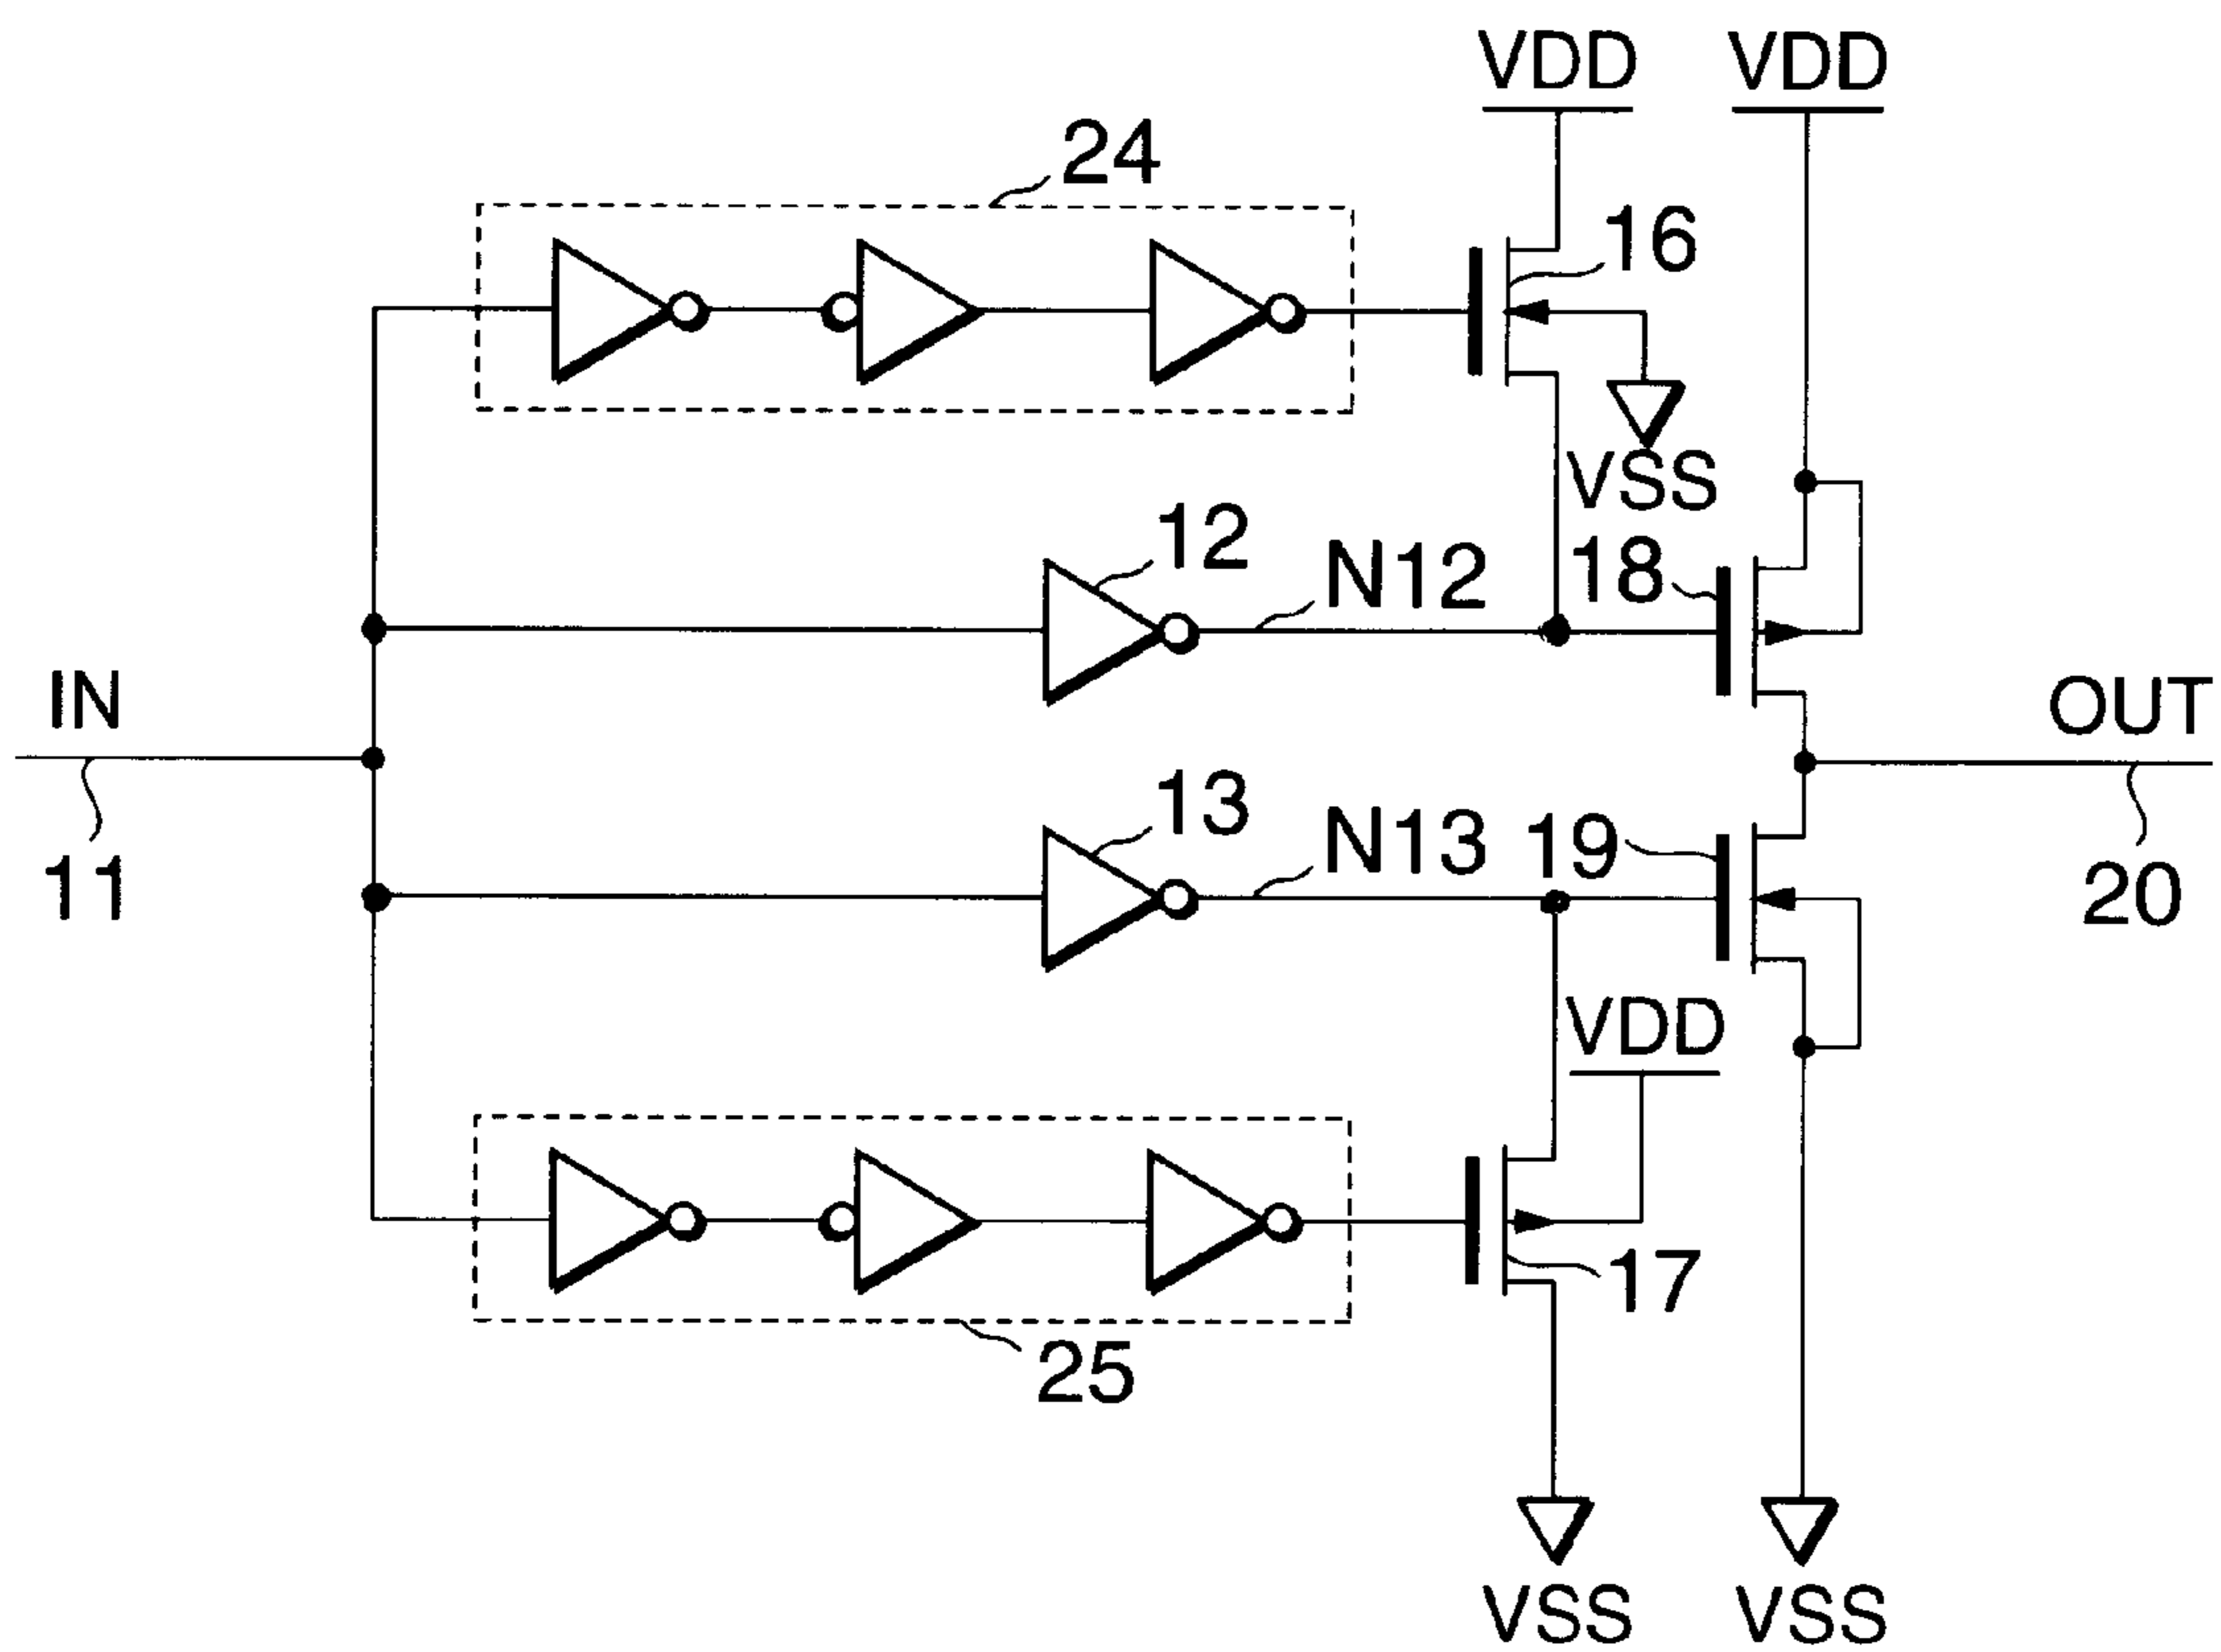 VDD VDD
24
16
VSS
12
N12 18
IN
OUT
13
N13 19
11
20
VDD
17
25
VSS VSS